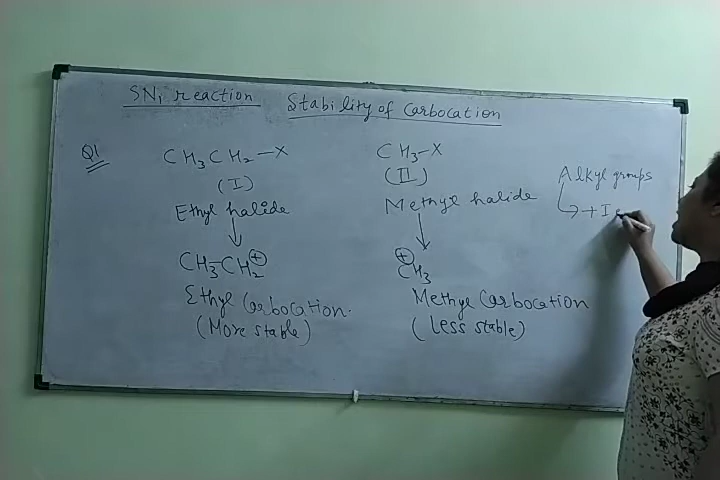 SN1 reaction Stability of Carbocation
Q1
CH3CH2-X
(I)
Ethyl halide
CH3-CH2⊕
Ethyl Carbocation.
(More stable)
CH3-X
(II)
Methyl halide
⊕
CH3
Methyl Carbocation
(less stable)
Alkyl groups
↳ +I